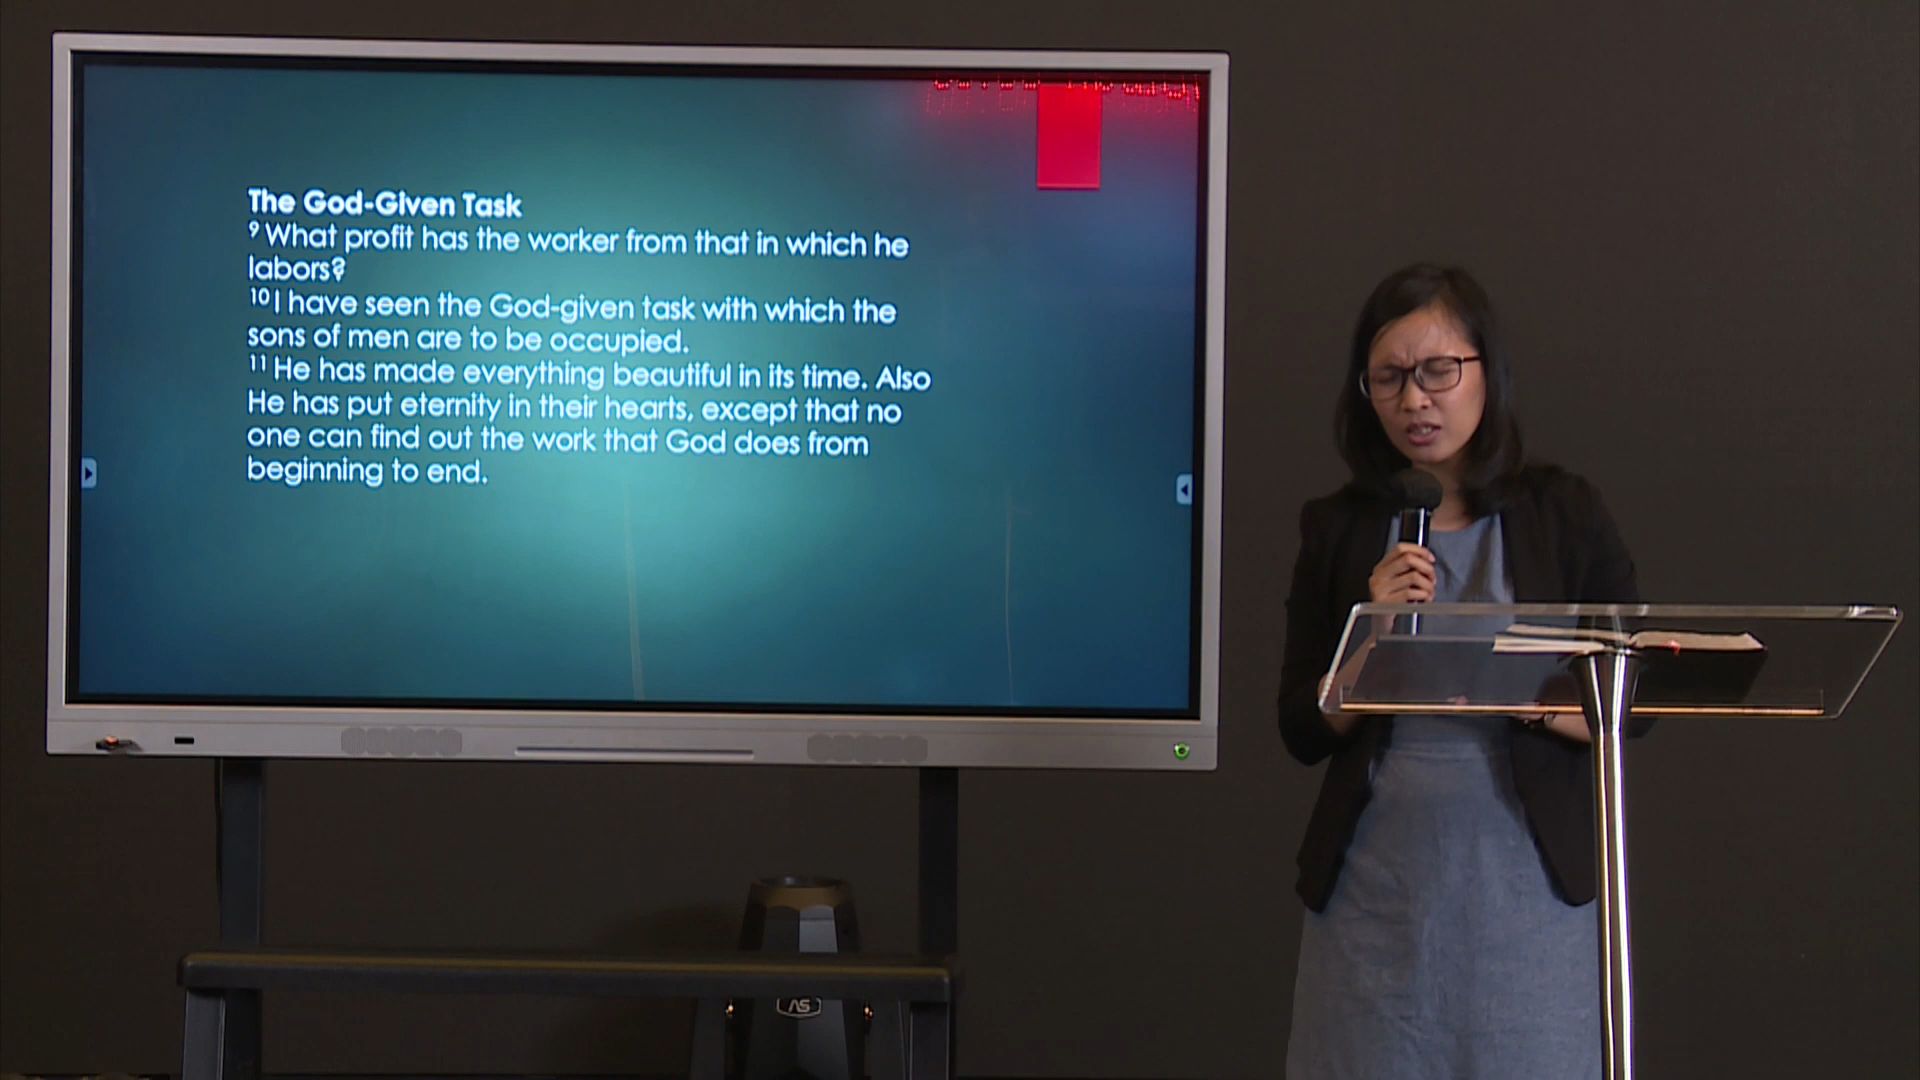 The God-Given Task
9 What profit has the worker from that in which he
labors?
10 I have seen the God-given task with which the
sons of men are to be occupied.
11 He has made everything beautiful in its time. Also
He has put eternity in their hearts, except that no
one can find out the work that God does from
beginning to end.
AS